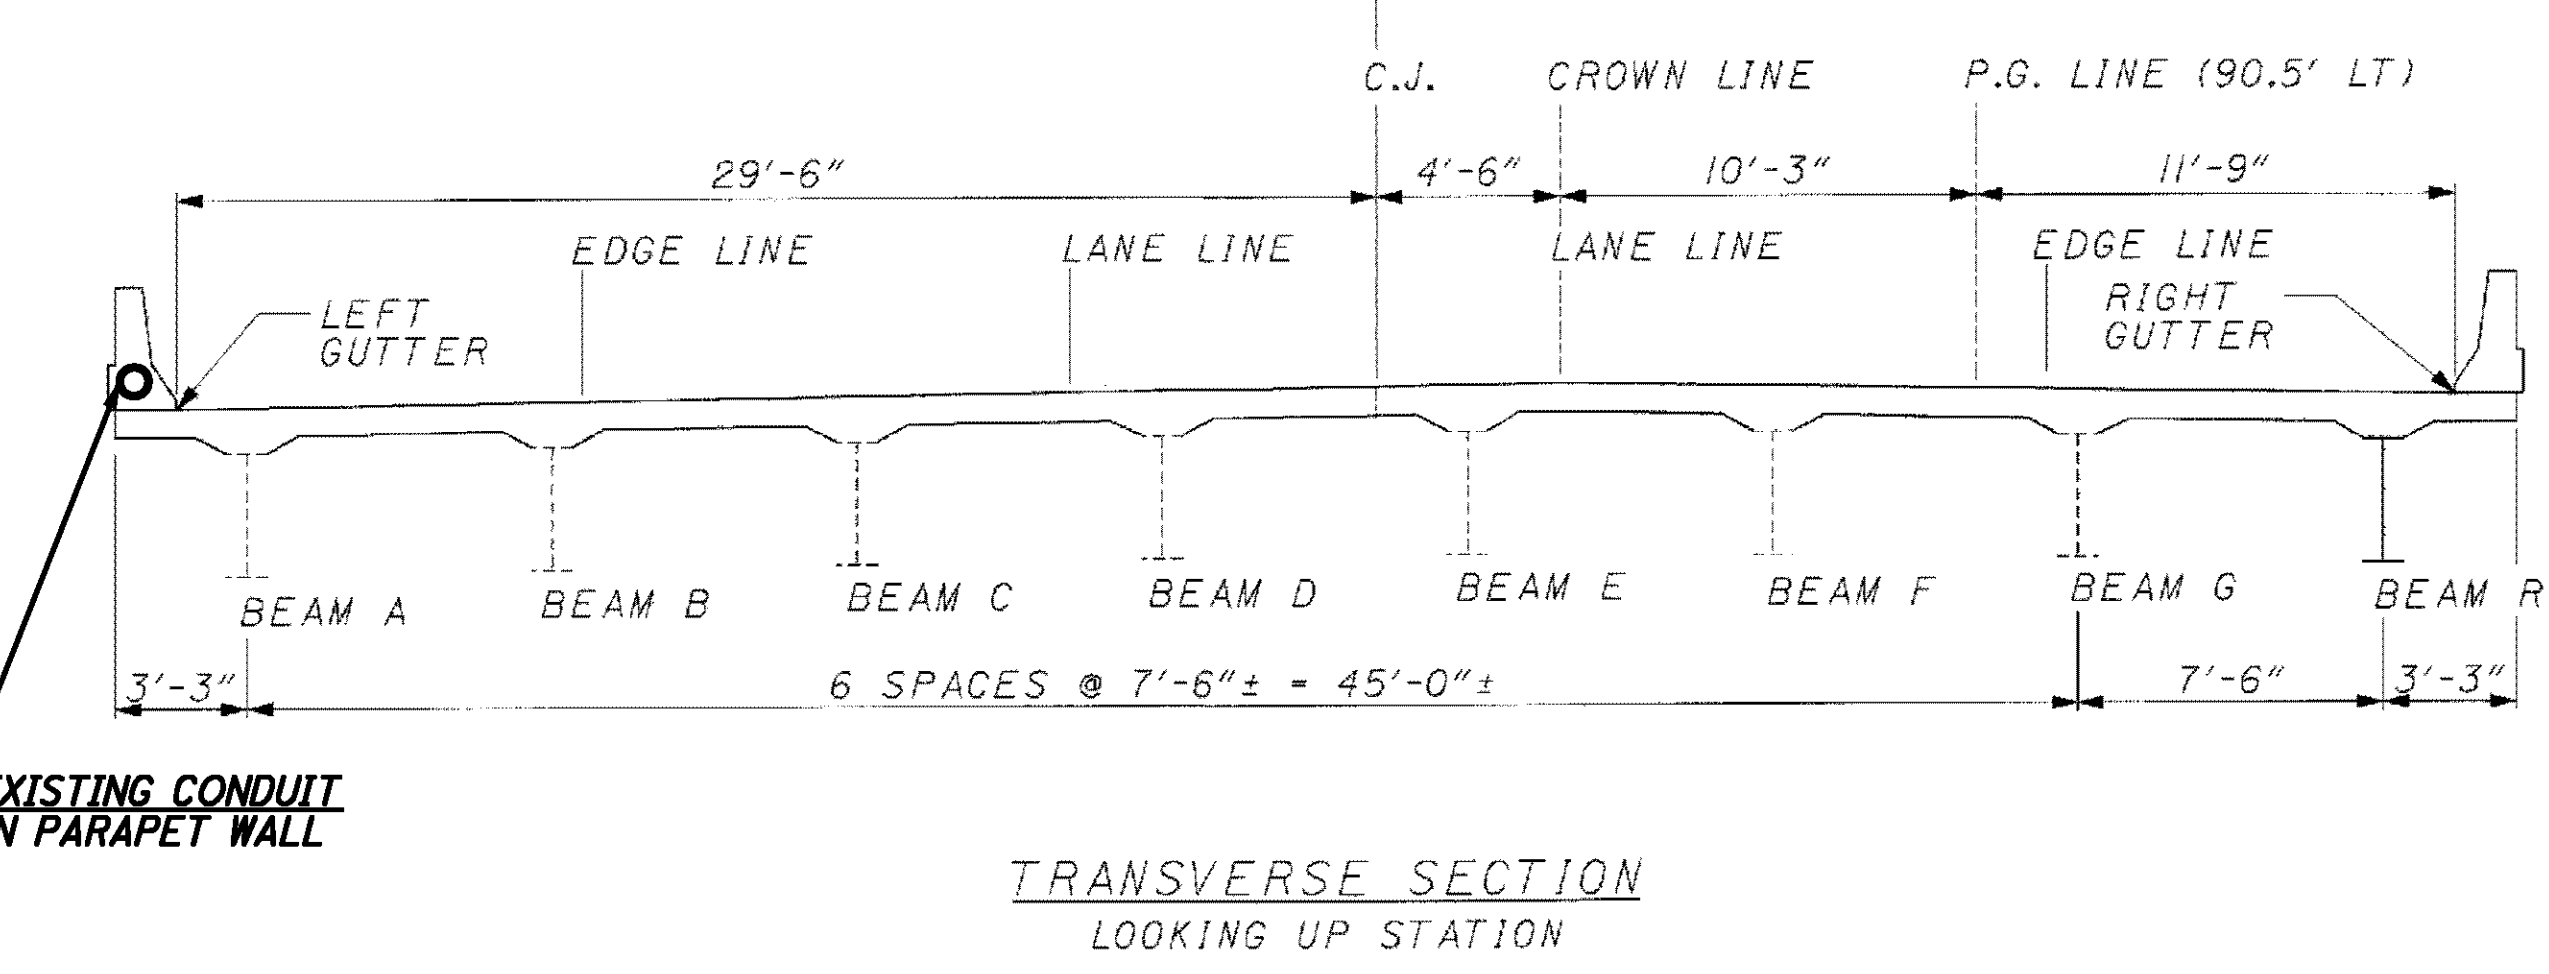 C.J. CROWN LINE P.G. LINE (90.5' LT)
29'-6" 4'-6" 10'-3" 11'-9"
EDGE LINE LANE LINE LANE LINE EDGE LINE
LEFT
GUTTER
RIGHT
GUTTER
BEAM A BEAM B BEAM C BEAM D BEAM E BEAM F BEAM G BEAM R
3'-3" 6 SPACES @ 7'-6"± = 45'-0"± 7'-6" 3'-3"
XISTING CONDUIT
N PARAPET WALL
TRANSVERSE SECTION
LOOKING UP STATION